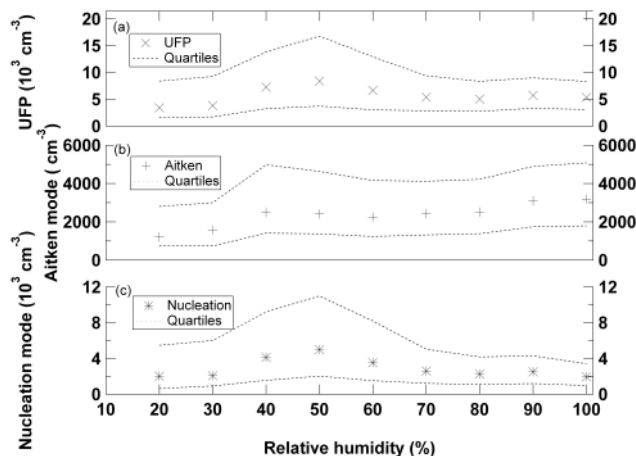 (a)
UFP
Quartiles
UFP (10³ cm⁻³)
20
15
10
5
0
20
15
10
5
0
(b)
Aitken
Quartiles
Aitken mode ( cm⁻³)
6000
4000
2000
0
6000
4000
2000
0
(c)
Nucleation
Quartiles
Nucleation mode (10³ cm⁻³)
12
8
4
0
12
8
4
0
10 20 30 40 50 60 70 80 90 100
Relative humidity (%)